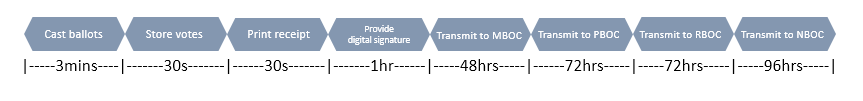 Cast ballots
Store votes
Print receipt
Provide
digital signature
Transmit to MBOC
Transmit to PBOC
Transmit to RBOC
Transmit to NBOC
|-----3mins----|-------30s-------|-------30s-------|-------1hr------|-----48hrs-----|------72hrs-----|-----72hrs-----|-----96hrs-----|